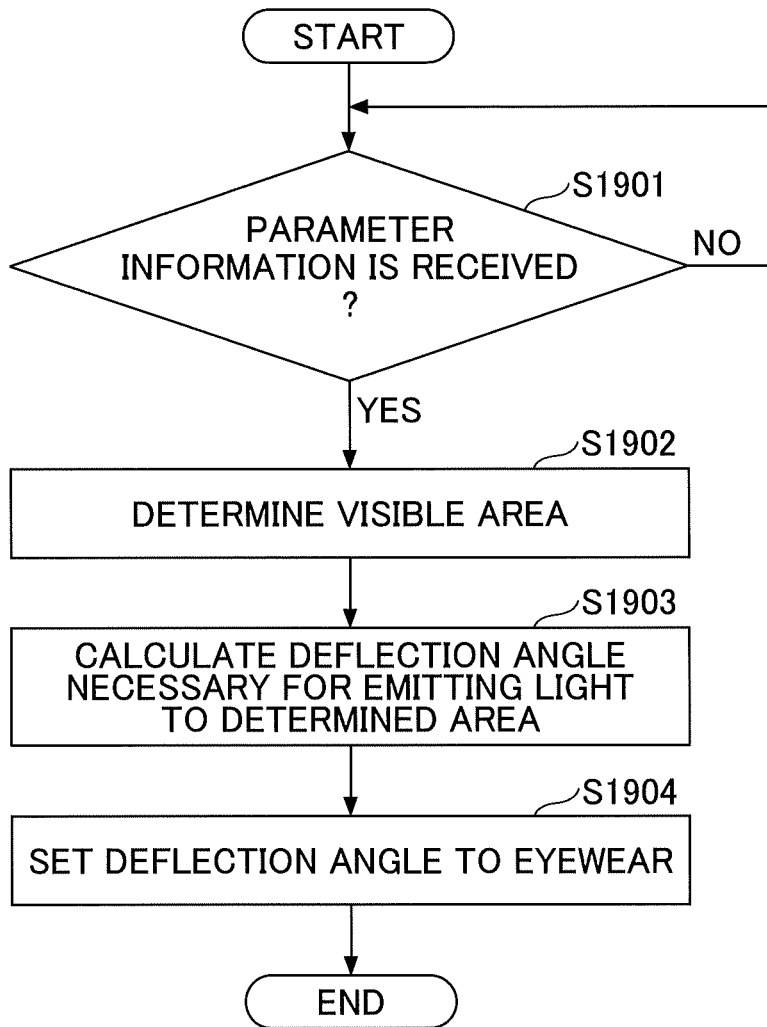 START
S1901
PARAMETER
INFORMATION IS RECEIVED
?
NO
YES
S1902
DETERMINE VISIBLE AREA
S1903
CALCULATE DEFLECTION ANGLE
NECESSARY FOR EMITTING LIGHT
TO DETERMINED AREA
S1904
SET DEFLECTION ANGLE TO EYEWEAR
END